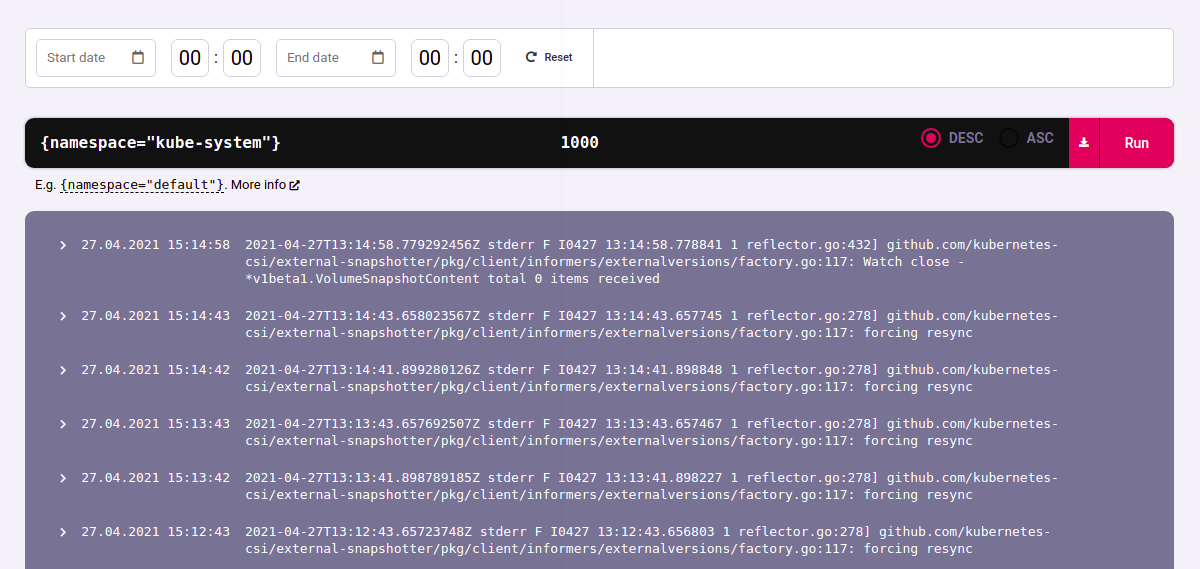 Start date 00 : 00 End date 00 : 00 Reset
{namespace="kube-system"} 1000 DESC ASC Run
E.g. {namespace="default"}. More info
27.04.2021 15:14:58 2021-04-27T13:14:58.779292456Z stderr F I0427 13:14:58.778841 1 reflector.go:432] github.com/kubernetes-
csi/external-snapshotter/pkg/client/informers/externalversions/factory.go:117: Watch close -
*v1beta1.VolumeSnapshotContent total 0 items received
27.04.2021 15:14:43 2021-04-27T13:14:43.658023567Z stderr F I0427 13:14:43.657745 1 reflector.go:278] github.com/kubernetes-
csi/external-snapshotter/pkg/client/informers/externalversions/factory.go:117: forcing resync
27.04.2021 15:14:42 2021-04-27T13:14:41.899280126Z stderr F I0427 13:14:41.898848 1 reflector.go:278] github.com/kubernetes-
csi/external-snapshotter/pkg/client/informers/externalversions/factory.go:117: forcing resync
27.04.2021 15:13:43 2021-04-27T13:13:43.657692507Z stderr F I0427 13:13:43.657467 1 reflector.go:278] github.com/kubernetes-
csi/external-snapshotter/pkg/client/informers/externalversions/factory.go:117: forcing resync
27.04.2021 15:13:42 2021-04-27T13:13:41.898789185Z stderr F I0427 13:13:41.898227 1 reflector.go:278] github.com/kubernetes-
csi/external-snapshotter/pkg/client/informers/externalversions/factory.go:117: forcing resync
27.04.2021 15:12:43 2021-04-27T13:12:43.65723748Z stderr F I0427 13:12:43.656803 1 reflector.go:278] github.com/kubernetes-
csi/external-snapshotter/pkg/client/informers/externalversions/factory.go:117: forcing resync